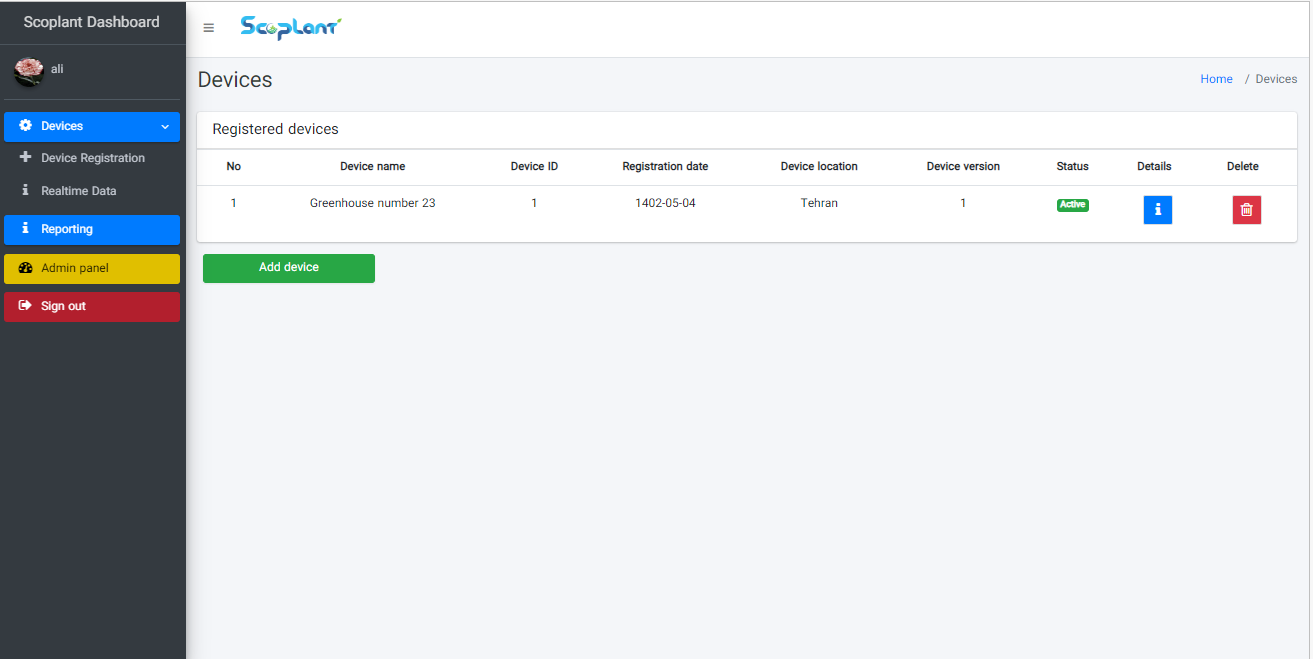 Scoplant Dashboard
Scoplant
ali
Devices
Home / Devices
Devices
Device Registration
Realtime Data
Reporting
Admin panel
Sign out
Registered devices
No Device name Device ID Registration date Device location Device version Status Details Delete
1 Greenhouse number 23 1 1402-05-04 Tehran 1 Active
Add device